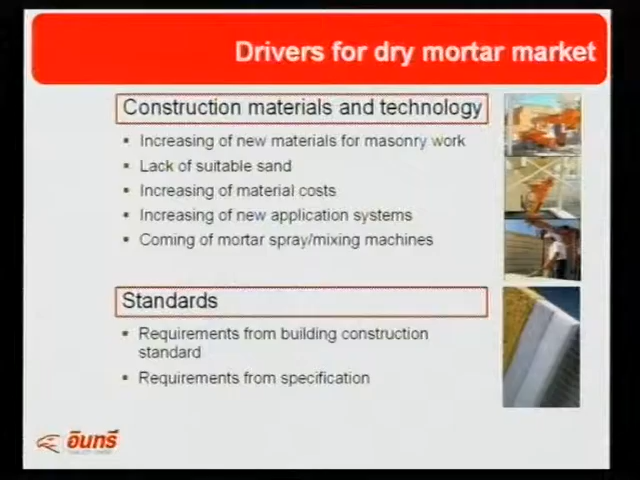 Drivers for dry mortar market
Construction materials and technology
▪ Increasing of new materials for masonry work
▪ Lack of suitable sand
▪ Increasing of material costs
▪ Increasing of new application systems
▪ Coming of mortar spray/mixing machines
Standards
▪ Requirements from building construction
standard
▪ Requirements from specification
อินทรี